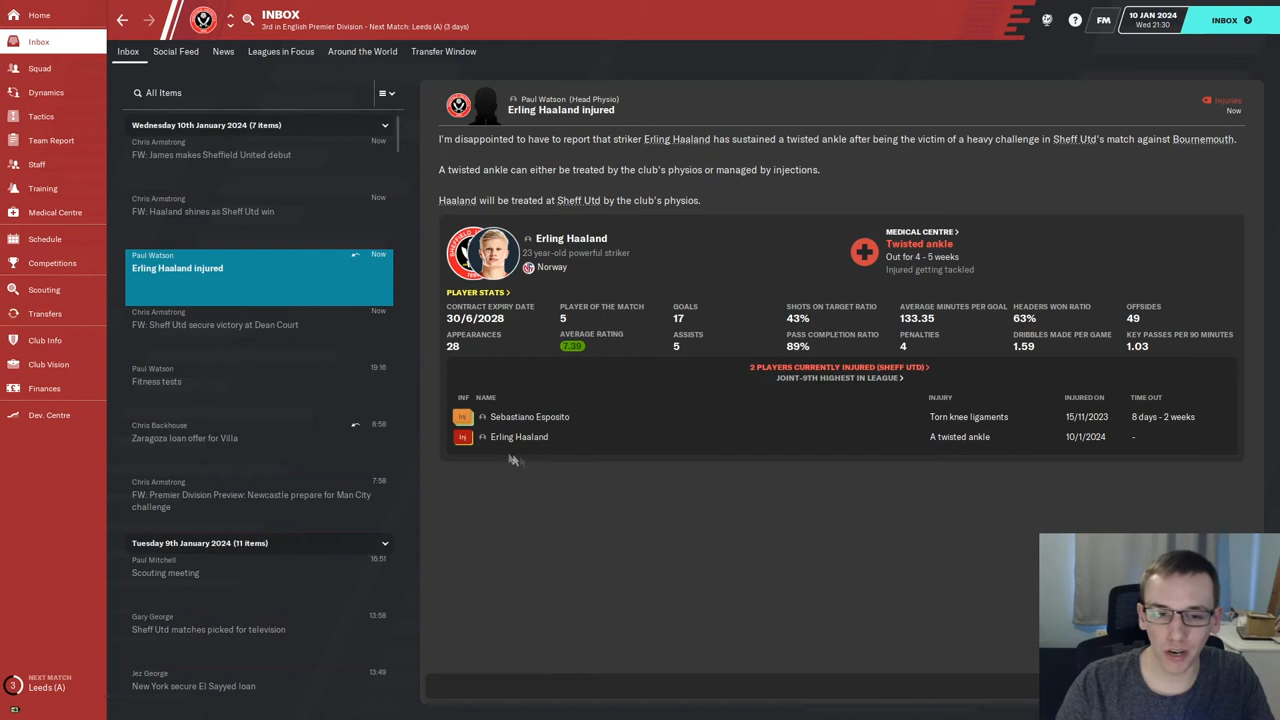 Home
Inbox
Squad
Dynamics
Tactics
Team Report
Staff
Training
Medical Centre
Schedule
Competitions
Scouting
Transfers
Club Info
Club Vision
Finances
Dev. Centre
3
NEXT MATCH
Leeds (A)
INBOX
3rd in English Premier Division - Next Match: Leeds (A) (3 days)
?
FM
10 JAN 2024
Wed 21:30
INBOX
Inbox
Social Feed
News
Leagues in Focus
Around the World
Transfer Window
All Items
Wednesday 10th January 2024 (7 items)
Chris Armstrong
Now
FW: James makes Sheffield United debut
Chris Armstrong
Now
FW: Haaland shines as Sheff Utd win
Paul Watson
Now
Erling Haaland injured
Chris Armstrong
Now
FW: Sheff Utd secure victory at Dean Court
Paul Watson
19:16
Fitness tests
Chris Backhouse
8:58
Zaragoza loan offer for Villa
Chris Armstrong
7:58
FW: Premier Division Preview: Newcastle prepare for Man City
challenge
Tuesday 9th January 2024 (11 items)
Paul Mitchell
16:51
Scouting meeting
Gary George
13:58
Sheff Utd matches picked for television
Jez George
13:49
New York secure El Sayyed loan
Paul Watson (Head Physio)
Erling Haaland injured
Injuries
Now
I'm disappointed to have to report that striker Erling Haaland has sustained a twisted ankle after being the victim of a heavy challenge in Sheff Utd's match against Bournemouth.
A twisted ankle can either be treated by the club's physios or managed by injections.
Haaland will be treated at Sheff Utd by the club's physios.
Erling Haaland
23 year-old powerful striker
Norway
MEDICAL CENTRE >
Twisted ankle
Out for 4 - 5 weeks
Injured getting tackled
PLAYER STATS >
CONTRACT EXPIRY DATE
30/6/2028
PLAYER OF THE MATCH
5
GOALS
17
SHOTS ON TARGET RATIO
43%
AVERAGE MINUTES PER GOAL
133.35
HEADERS WON RATIO
63%
OFFSIDES
49
APPEARANCES
28
AVERAGE RATING
7.39
ASSISTS
5
PASS COMPLETION RATIO
89%
PENALTIES
4
DRIBBLES MADE PER GAME
1.59
KEY PASSES PER 90 MINUTES
1.03
2 PLAYERS CURRENTLY INJURED (SHEFF UTD) >
JOINT-9TH HIGHEST IN LEAGUE >
INF NAME INJURY INJURED ON TIME OUT
Inj Sebastiano Esposito Torn knee ligaments 15/11/2023 8 days - 2 weeks
Inj Erling Haaland A twisted ankle 10/1/2024 -